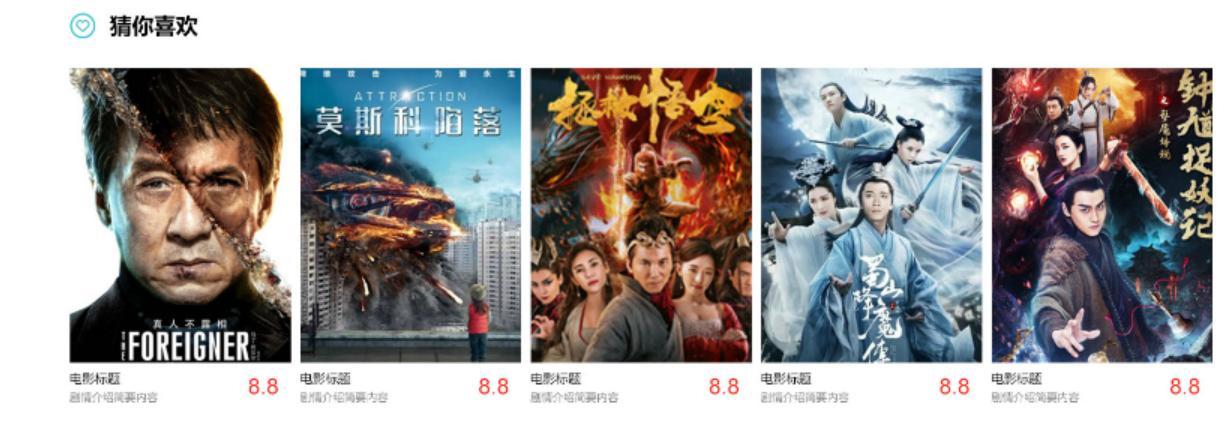 猜你喜欢
真人不露相
THE
FOREIGNER
ATTRACTION
莫斯科陷落
拯救悟空
蜀山降魔传
钟馗捉妖记
电影标题
剧情介绍简要内容
8.8
电影标题
剧情介绍简要内容
8.8
电影标题
剧情介绍简要内容
8.8
电影标题
剧情介绍简要内容
8.8
电影标题
剧情介绍简要内容
8.8